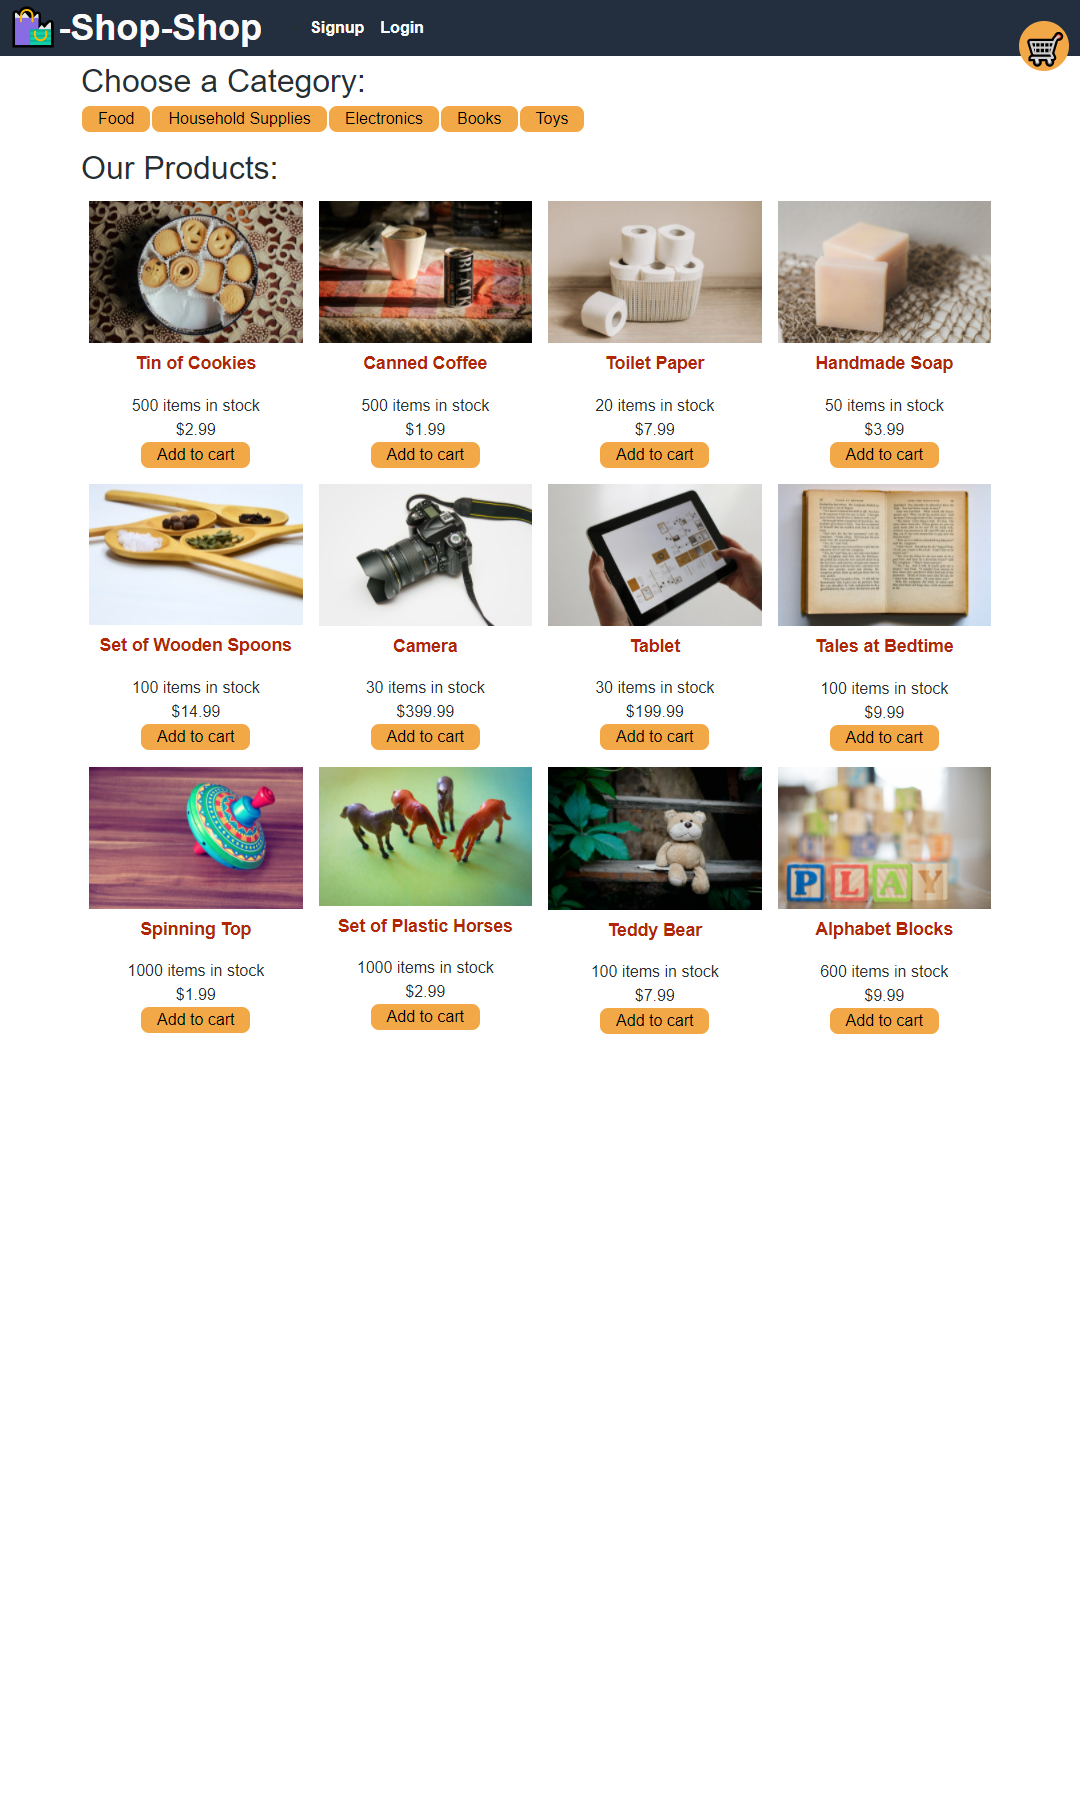 -Shop-Shop
Signup Login
Choose a Category:
Food Household Supplies Electronics Books Toys
Our Products:
BLACK
Tin of Cookies Canned Coffee Toilet Paper Handmade Soap
500 items in stock 500 items in stock 20 items in stock 50 items in stock
$2.99 $1.99 $7.99 $3.99
Add to cart Add to cart Add to cart Add to cart
Set of Wooden Spoons Camera Tablet Tales at Bedtime
100 items in stock 30 items in stock 30 items in stock 100 items in stock
$14.99 $399.99 $199.99 $9.99
Add to cart Add to cart Add to cart Add to cart
PLAY
Spinning Top Set of Plastic Horses Teddy Bear Alphabet Blocks
1000 items in stock 1000 items in stock 100 items in stock 600 items in stock
$1.99 $2.99 $7.99 $9.99
Add to cart Add to cart Add to cart Add to cart